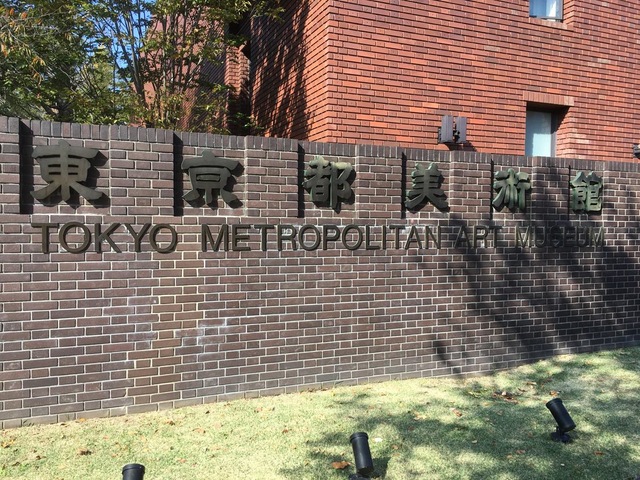 東京都美術館
TOKYO METROPOLITAN ART MUSEUM